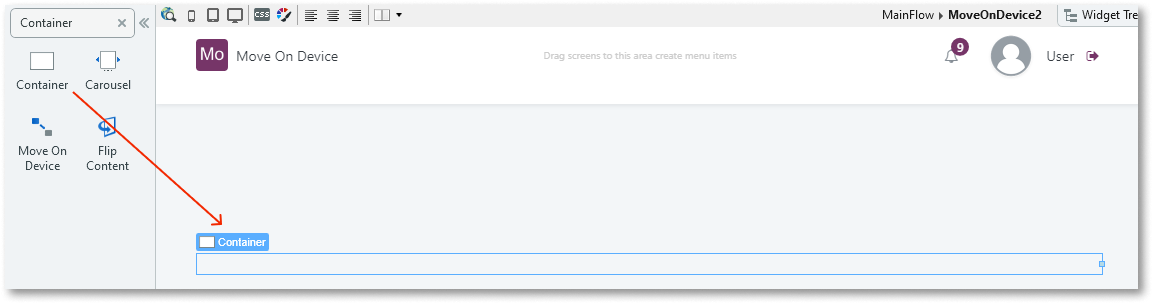 Container
CSS
MainFlow MoveOnDevice2
Widget Tre
Container
Carousel
Move On
Device
Flip
Content
Mo
Move On Device
Drag screens to this area create menu items
9
User
Container